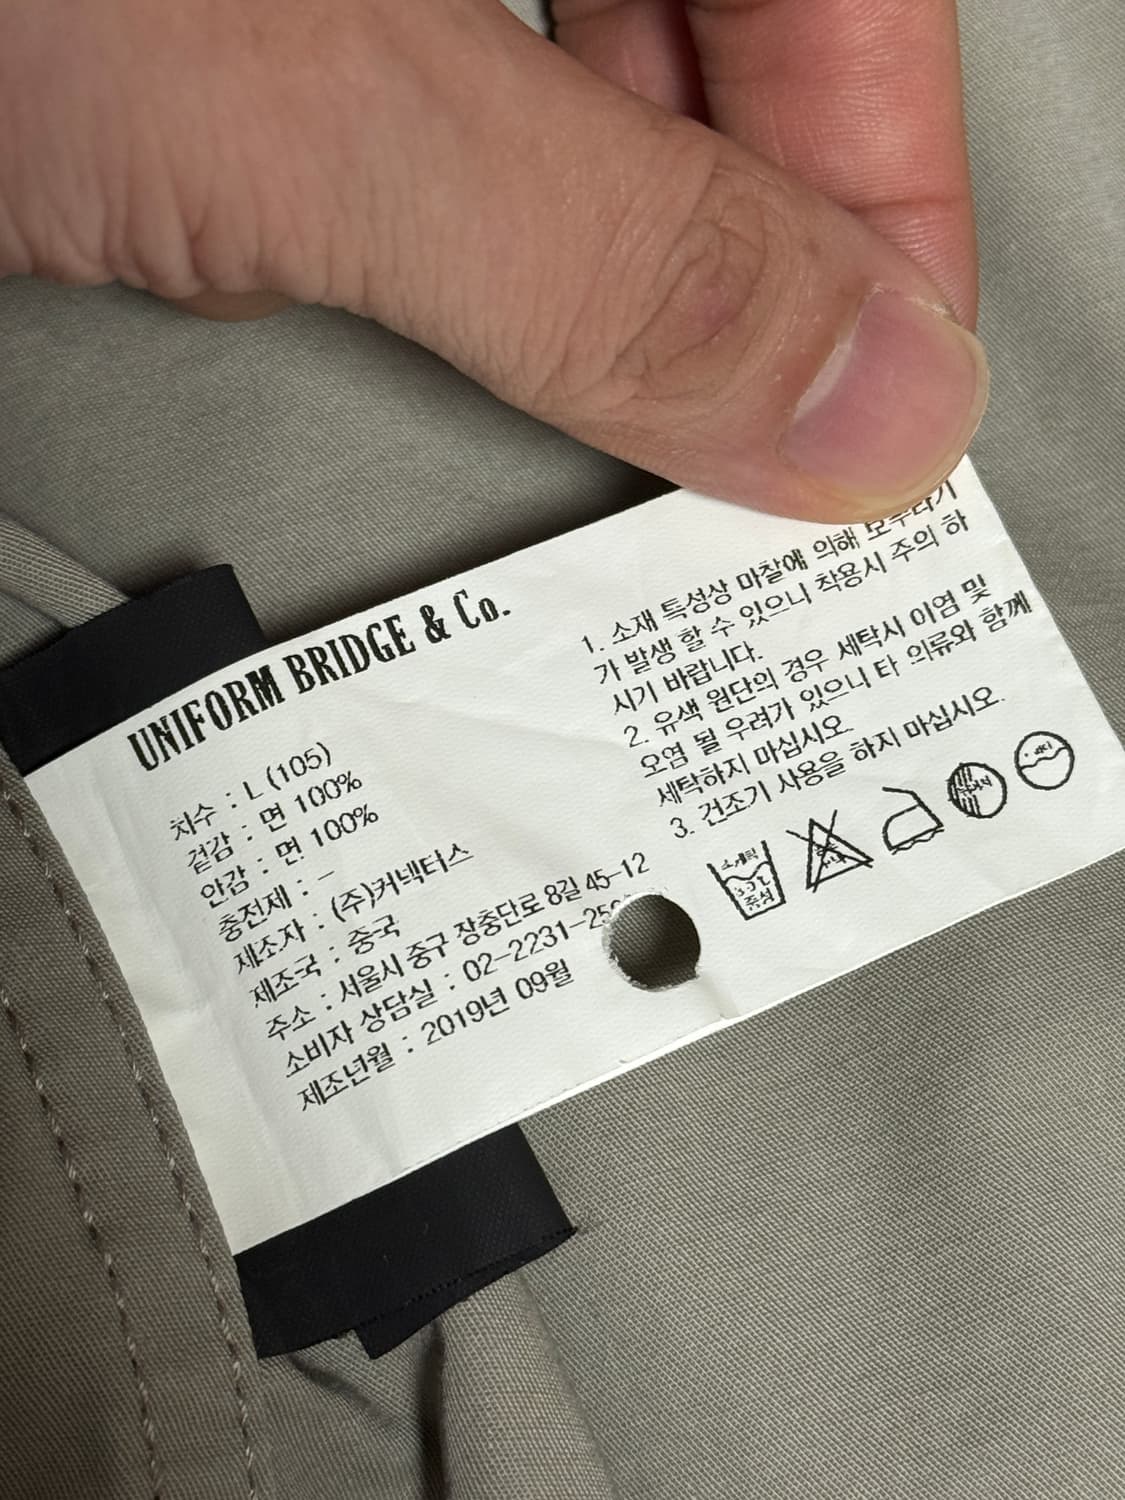 UNIFORM BRIDGE & Co.
치수 : L (105)
겉감 : 면 100%
안감 : 면 100%
충전제 : -
제조자 : (주)커넥터스
제조국 : 중국
주소 : 서울시 중구 장충단로 8길 45-12
소비자 상담실 : 02-2231-25
제조년월 : 2019년 09월
1. 소재 특성상 마찰에 의해
가 발생 할 수 있으니 착용시 주의 하
시기 바랍니다.
2. 유색 원단의 경우 세탁시 이염 및
오염 될 우려가 있으니 타 의류와 함께
세탁하지 마십시오.
3. 건조기 사용을 하지 마십시오.
중성